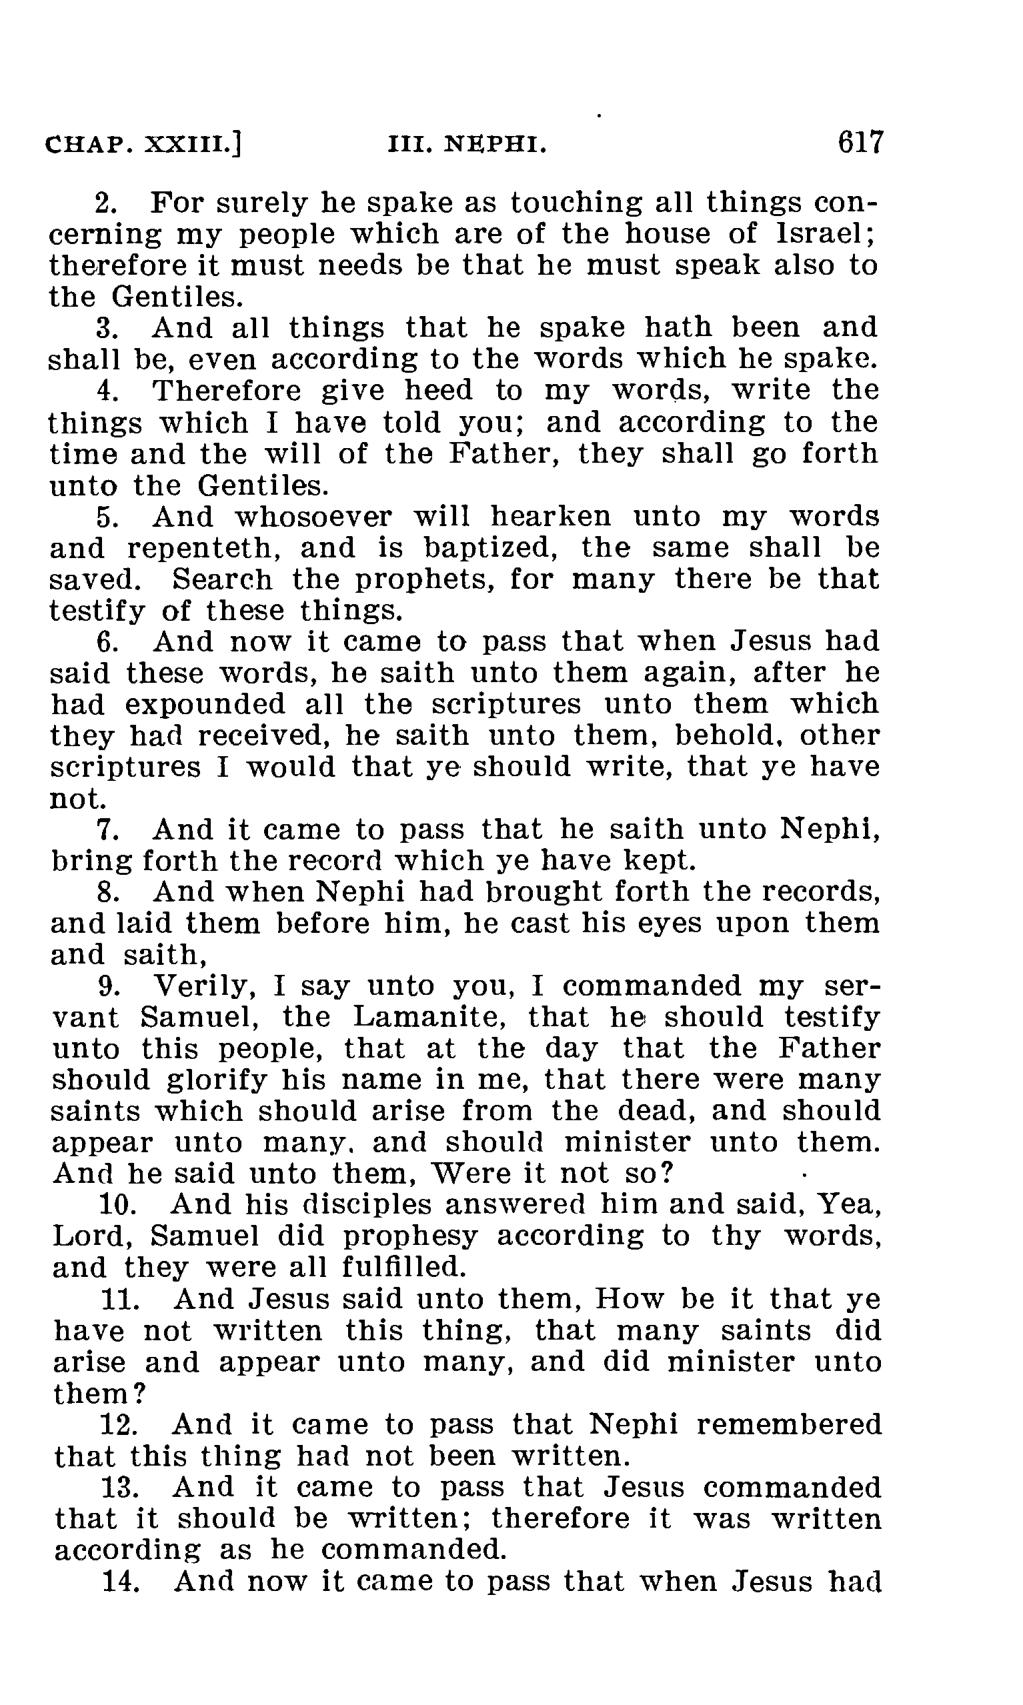 CHAP. XXIII.] III. NEPHI. 617
2. For surely he spake as touching all things con-
cerning my people which are of the house of Israel;
therefore it must needs be that he must speak also to
the Gentiles.
3. And all things that he spake hath been and
shall be, even according to the words which he spake.
4. Therefore give heed to my words, write the
things which I have told you; and according to the
time and the will of the Father, they shall go forth
unto the Gentiles.
5. And whosoever will hearken unto my words
and repenteth, and is baptized, the same shall be
saved. Search the prophets, for many there be that
testify of these things.
6. And now it came to pass that when Jesus had
said these words, he saith unto them again, after he
had expounded all the scriptures unto them which
they had received, he saith unto them, behold, other
scriptures I would that ye should write, that ye have
not.
7. And it came to pass that he saith unto Nephi,
bring forth the record which ye have kept.
8. And when Nephi had brought forth the records,
and laid them before him, he cast his eyes upon them
and saith,
9. Verily, I say unto you, I commanded my ser-
vant Samuel, the Lamanite, that he should testify
unto this people, that at the day that the Father
should glorify his name in me, that there were many
saints which should arise from the dead, and should
appear unto many, and should minister unto them.
And he said unto them, Were it not so?
10. And his disciples answered him and said, Yea,
Lord, Samuel did prophesy according to thy words,
and they were all fulfilled.
11. And Jesus said unto them, How be it that ye
have not written this thing, that many saints did
arise and appear unto many, and did minister unto
them?
12. And it came to pass that Nephi remembered
that this thing had not been written.
13. And it came to pass that Jesus commanded
that it should be written; therefore it was written
according as he commanded.
14. And now it came to pass that when Jesus had